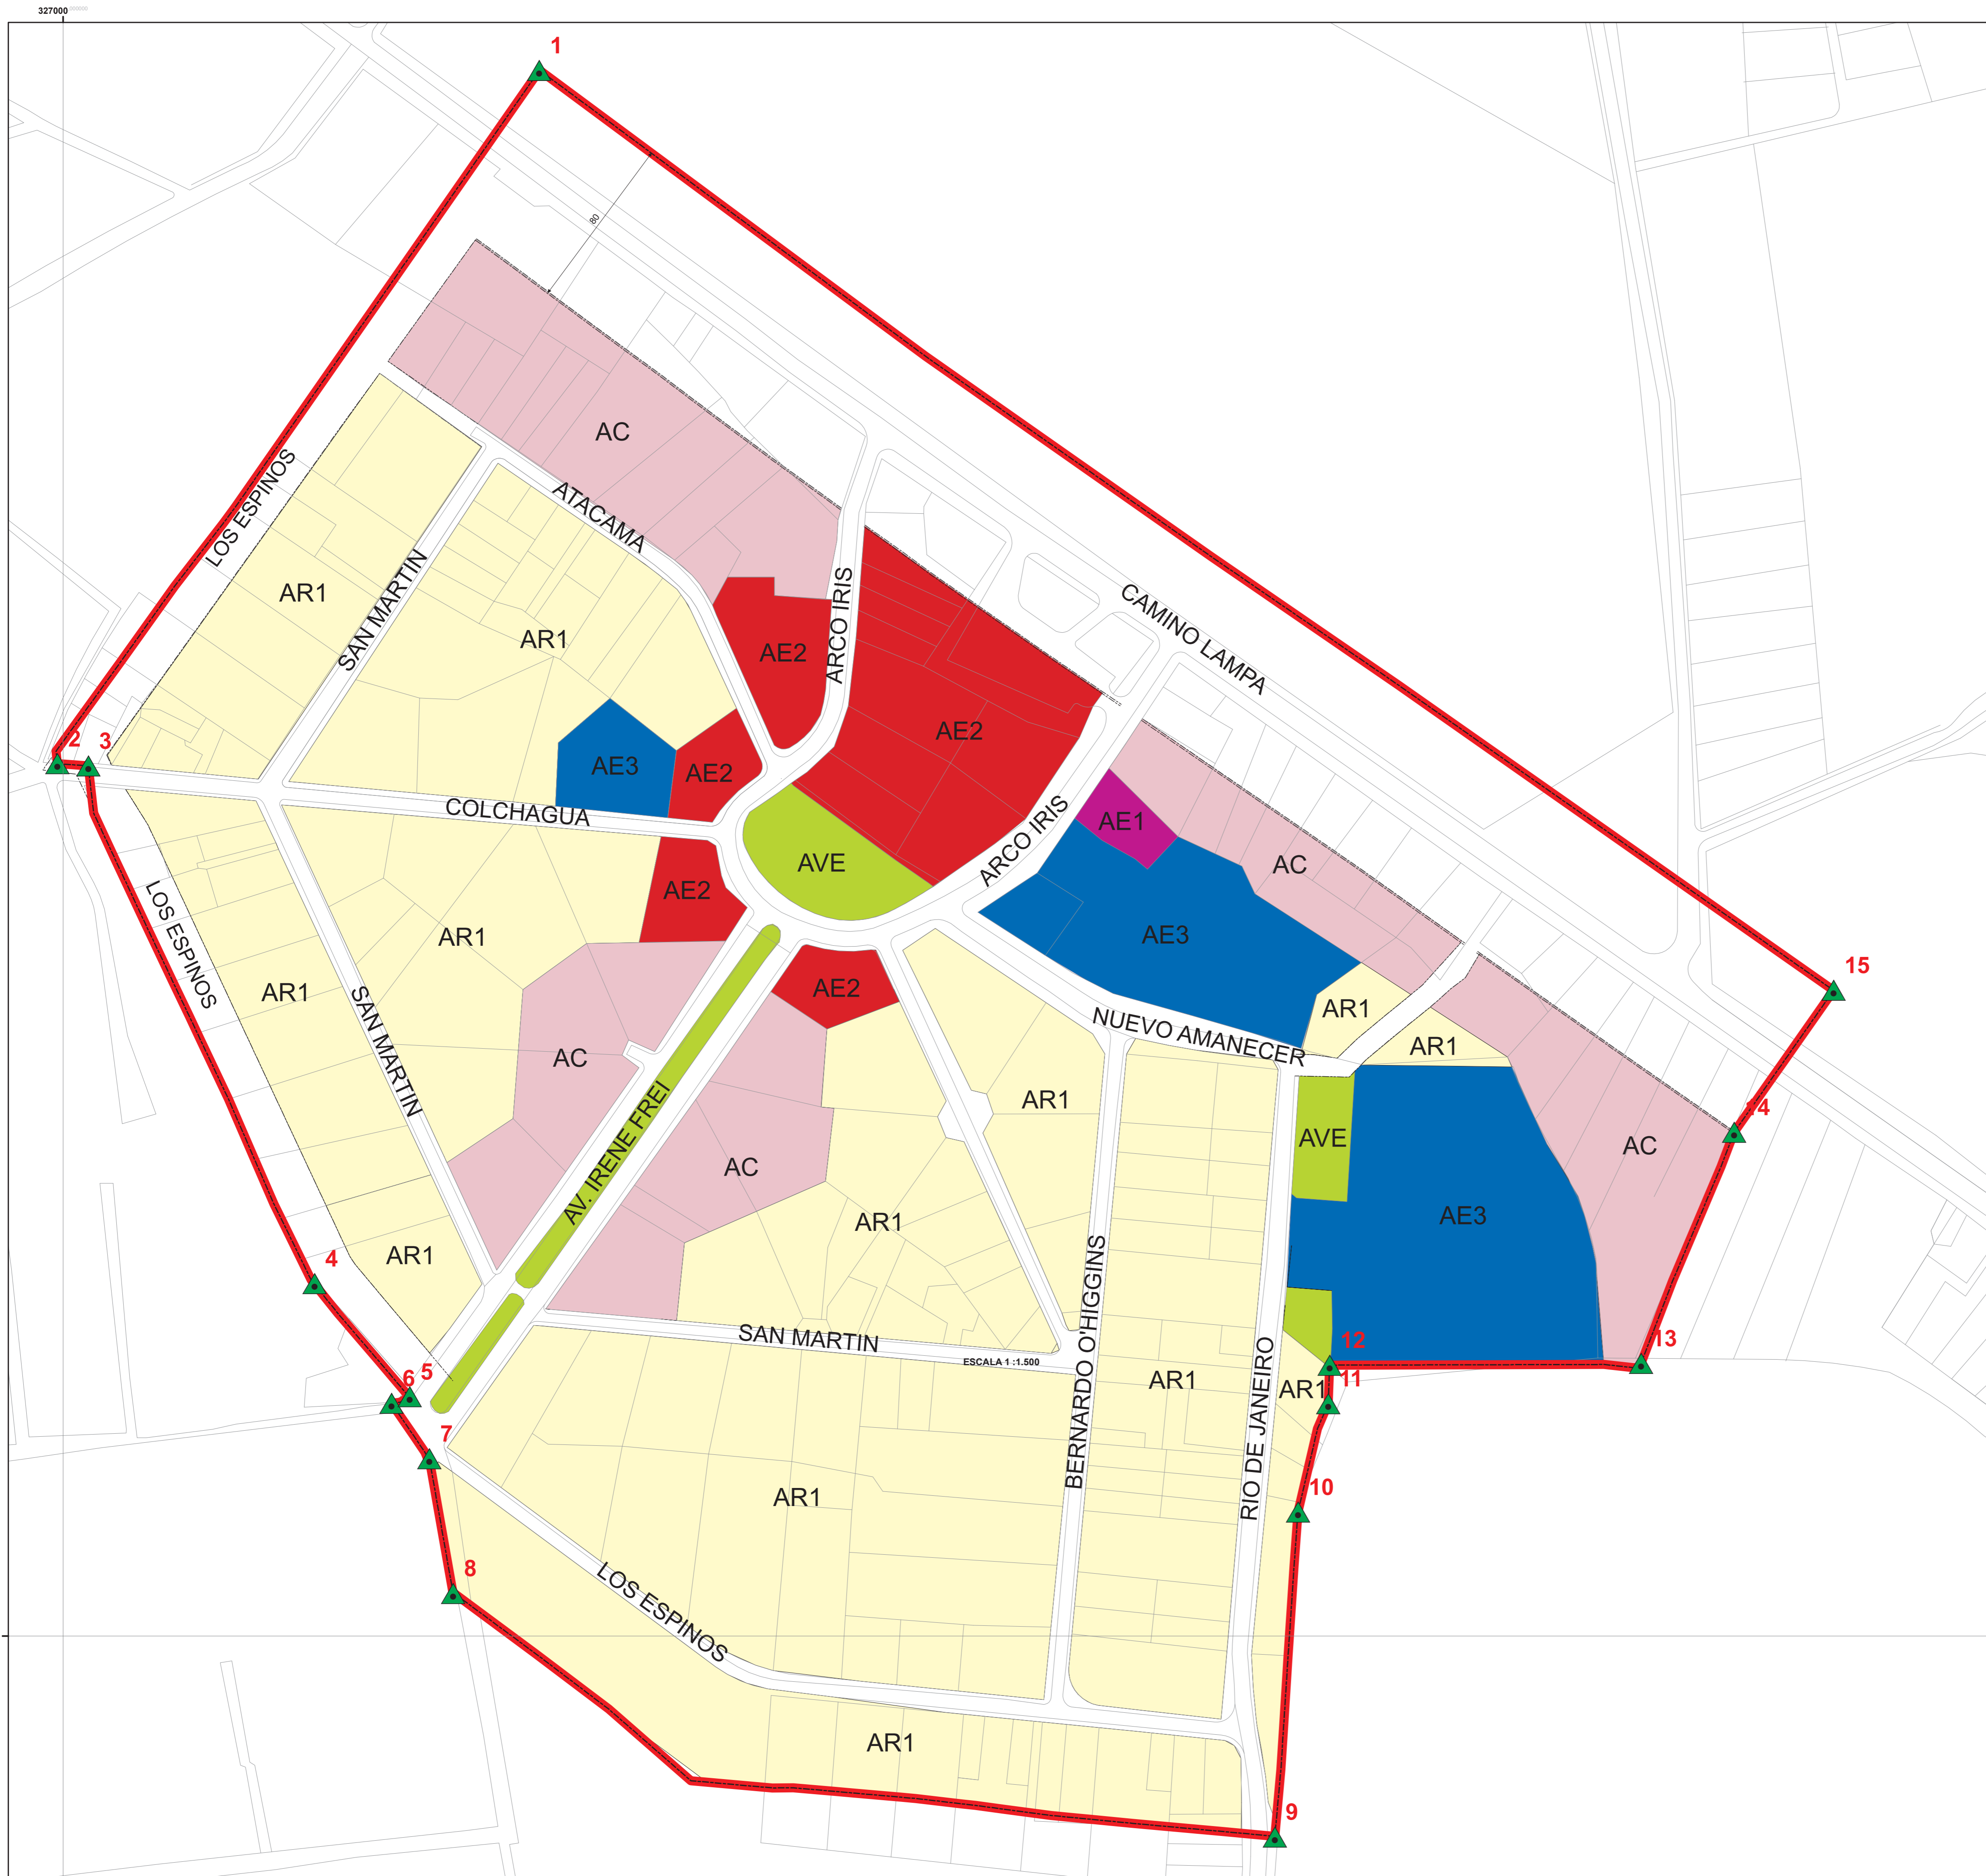 327000
1
80
AC
LOS ESPINOS
ATACAMA
AR1
SAN MARTIN
AR1
ARCO IRIS
CAMINO LAMPA
AE2
AE2
2
3
AE3
AE2
COLCHAGUA
AVE
ARCO IRIS
AE1
AC
AE2
LOS ESPINOS
AR1
AE3
AR1
SAN MARTIN
AE2
15
AR1
NUEVO AMANECER
AR1
AC
AR1
14
AV. IRENE FREI
AC
AVE
AC
AR1
AE3
AR1
4
BERNARDO O'HIGGINS
SAN MARTIN
ESCALA 1 :1.500
RIO DE JANEIRO
12
13
5
6
AR1
AR1
11
7
AR1
10
8
LOS ESPINOS
AR1
9